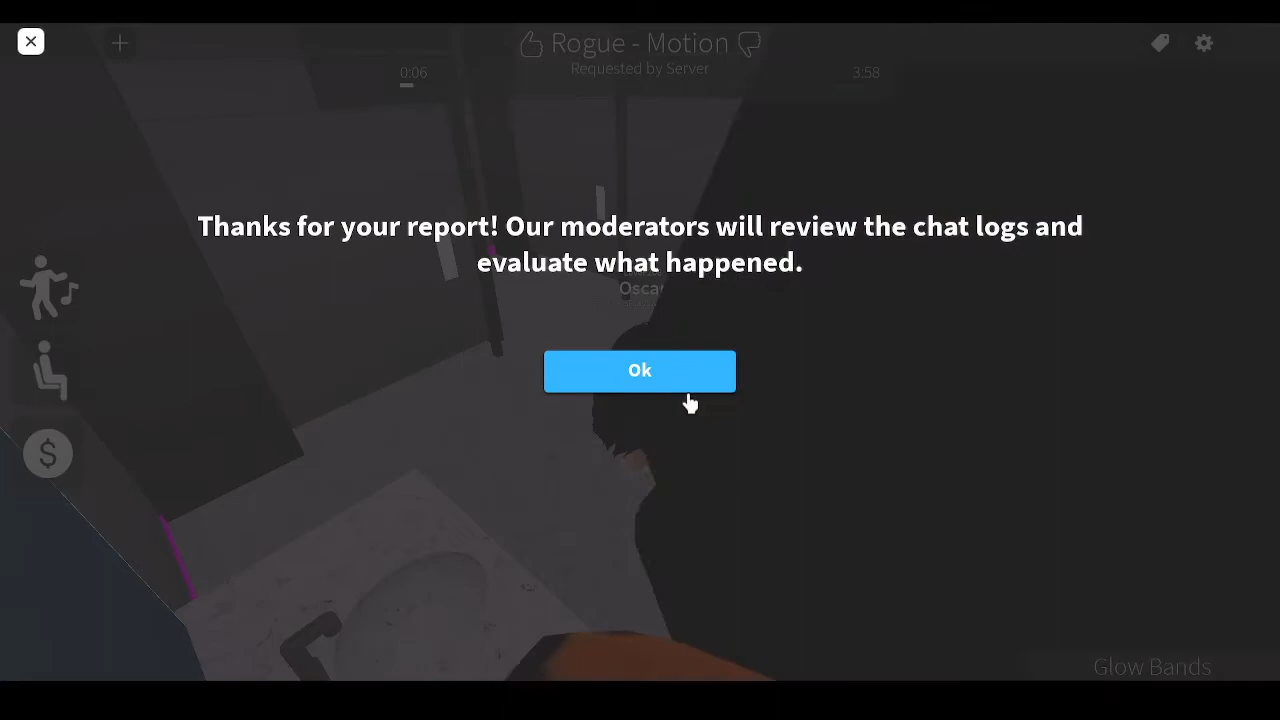 Rogue - Motion
Requested by Server
0:06
3:58
Thanks for your report! Our moderators will review the chat logs and
evaluate what happened.
Oscar
Ok
$
Glow Bands